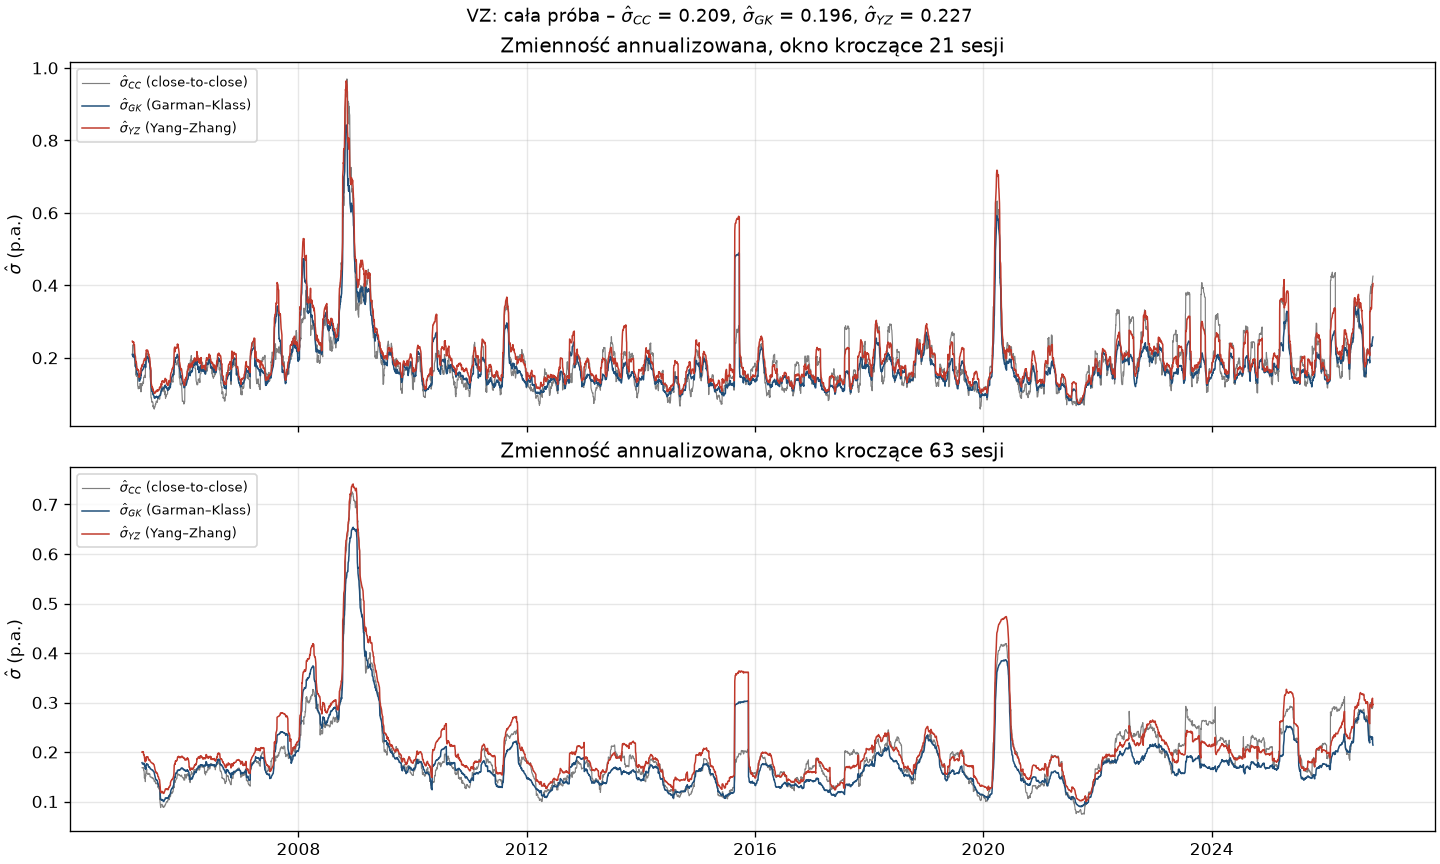 VZ: cała próba – σ̂CC = 0.209, σ̂GK = 0.196, σ̂YZ = 0.227
Zmienność annualizowana, okno kroczące 21 sesji
σ̂ (p.a.)
1.0
0.8
0.6
0.4
0.2
σ̂CC (close-to-close)
σ̂GK (Garman–Klass)
σ̂YZ (Yang–Zhang)
Zmienność annualizowana, okno kroczące 63 sesji
σ̂ (p.a.)
0.7
0.6
0.5
0.4
0.3
0.2
0.1
σ̂CC (close-to-close)
σ̂GK (Garman–Klass)
σ̂YZ (Yang–Zhang)
2008 2012 2016 2020 2024